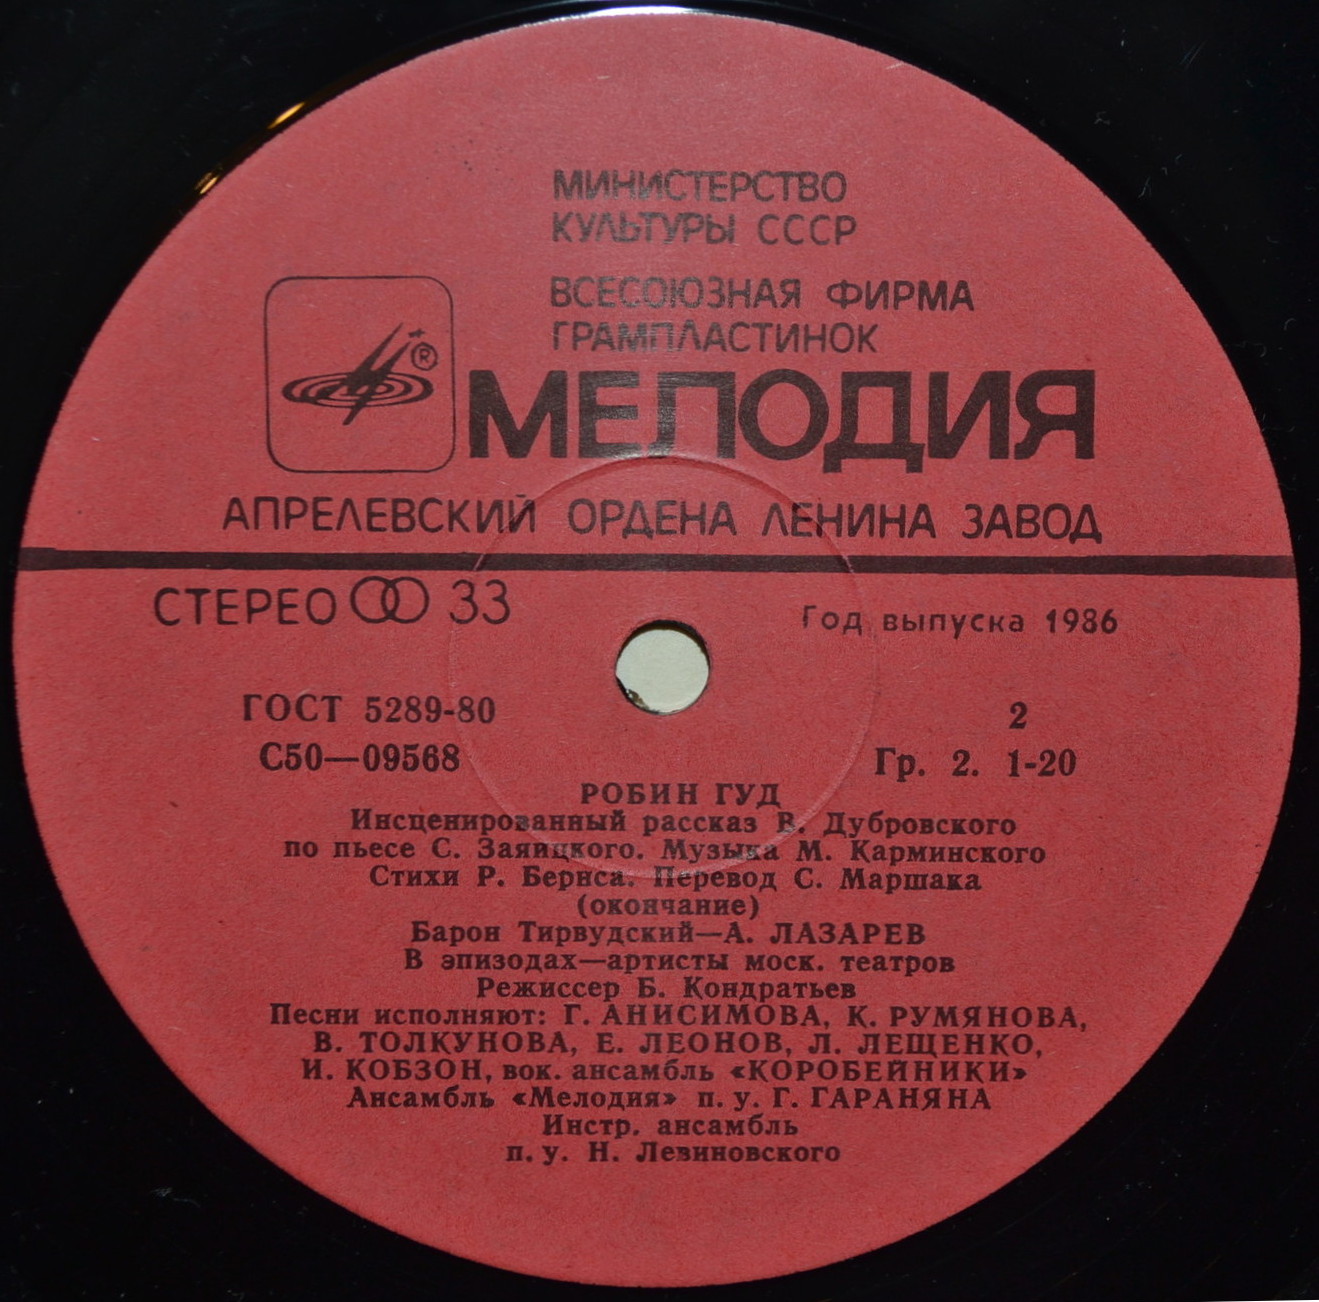 МИНИСТЕРСТВО
КУЛЬТУРЫ СССР
ВСЕСОЮЗНАЯ ФИРМА
ГРАМПЛАСТИНОК
®
МЕЛОДИЯ
АПРЕЛЕВСКИЙ ОРДЕНА ЛЕНИНА ЗАВОД
СТЕРЕО 33
Год выпуска 1986
ГОСТ 5289-80
2
С50—09568
Гр. 2. 1-20
РОБИН ГУД
Инсценированный рассказ В. Дубровского
по пьесе С. Заяицкого. Музыка М. Карминского
Стихи Р. Бернса. Перевод С. Маршака
(окончание)
Барон Тирвудский—А. ЛАЗАРЕВ
В эпизодах—артисты моск. театров
Режиссер Б. Кондратьев
Песни исполняют: Г. АНИСИМОВА, К. РУМЯНОВА,
В. ТОЛКУНОВА, Е. ЛЕОНОВ, Л. ЛЕЩЕНКО,
И. КОБЗОН, вок. ансамбль «КОРОБЕЙНИКИ»
Ансамбль «Мелодия» п. у. Г. ГАРАНЯНА
Инстр. ансамбль
п. у. Н. Левиновского